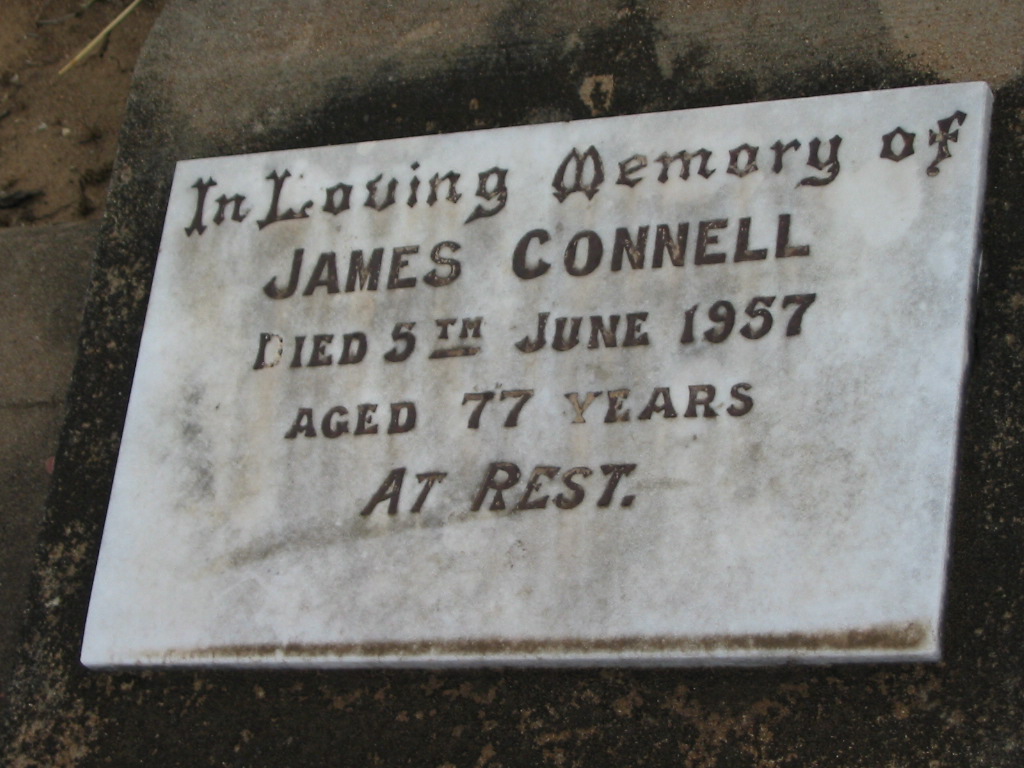 In Loving Memory of
JAMES CONNELL
DIED 5TH JUNE 1957
AGED 77 YEARS
AT REST.